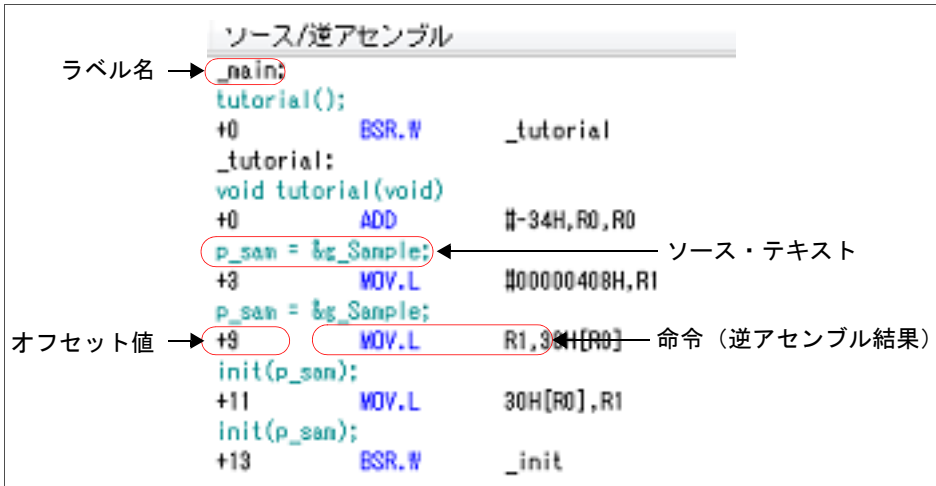 ソース/逆アセンブル
ラベル名
_main:
tutorial();
+0 BSR.W _tutorial
_tutorial:
void tutorial(void)
+0 ADD #-34H,R0,R0
p_sam = &g_Sample;
ソース・テキスト
+3 MOV.L #00000408H,R1
p_sam = &g_Sample;
オフセット値
+9 MOV.L R1,30H[R0]
命令（逆アセンブル結果）
init(p_sam);
+11 MOV.L 30H[R0],R1
init(p_sam);
+13 BSR.W _init